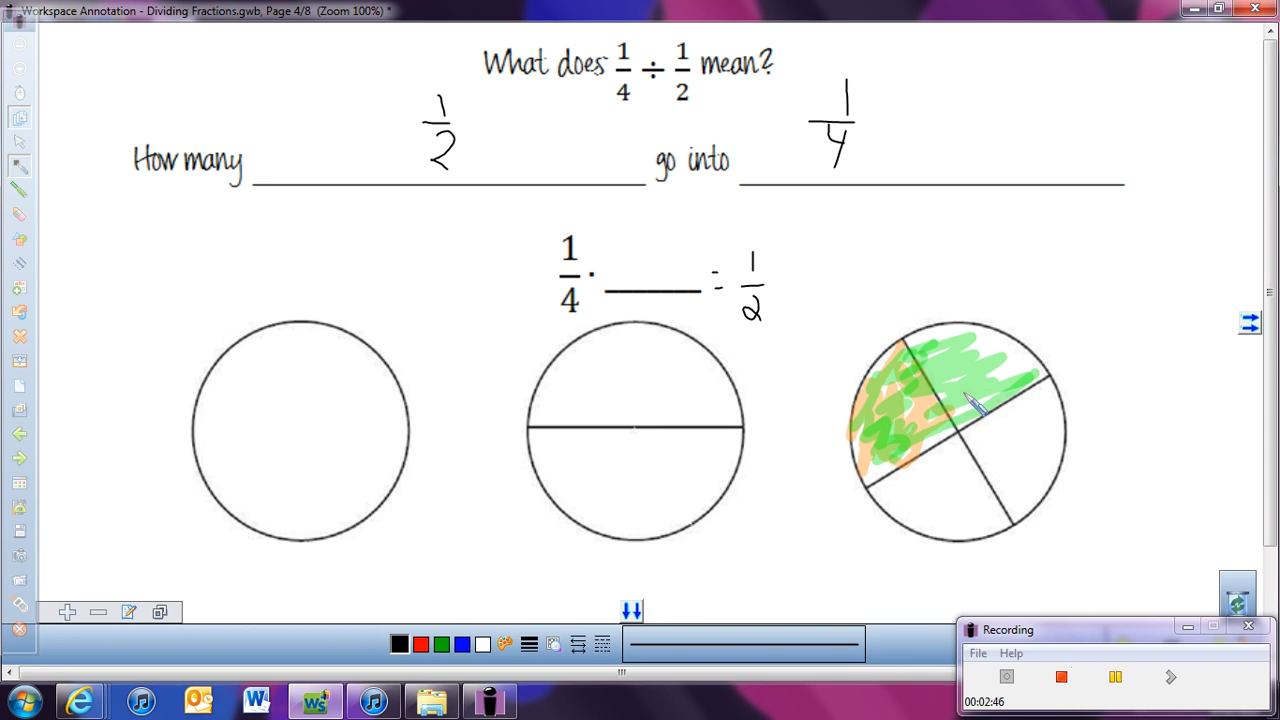 Workspace Annotation - Dividing Fractions.gwb, Page 4/8 (Zoom 100%) *
What does 1/4 ÷ 1/2 mean?
How many 1/2 go into 1/4
1/4 · ______ = 1/2
Recording
File Help
00:02:46